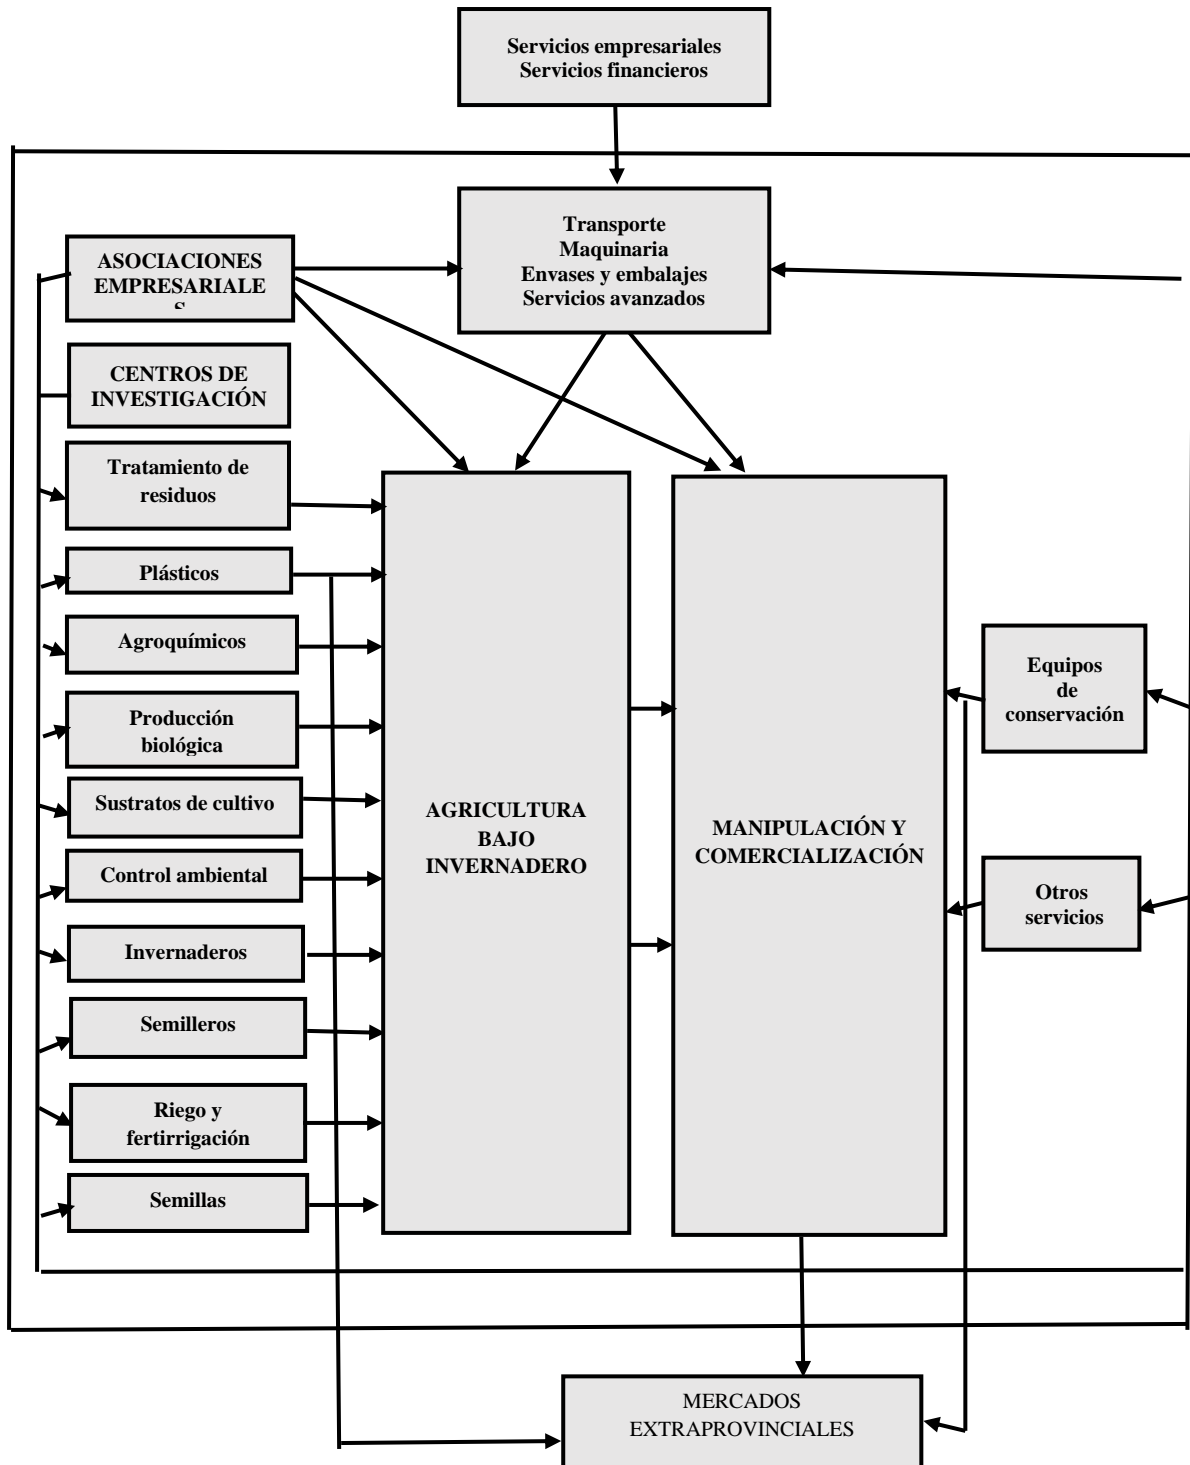 Servicios empresariales
Servicios financieros
Transporte
Maquinaria
Envases y embalajes
Servicios avanzados
ASOCIACIONES
EMPRESARIALE
S
CENTROS DE
INVESTIGACIÓN
Tratamiento de
residuos
Plásticos
Agroquímicos
Producción
biológica
Sustratos de cultivo
Control ambiental
Invernaderos
Semilleros
Riego y
fertirrigación
Semillas
AGRICULTURA
BAJO
INVERNADERO
MANIPULACIÓN Y
COMERCIALIZACIÓN
Equipos
de
conservación
Otros
servicios
MERCADOS
EXTRAPROVINCIALES